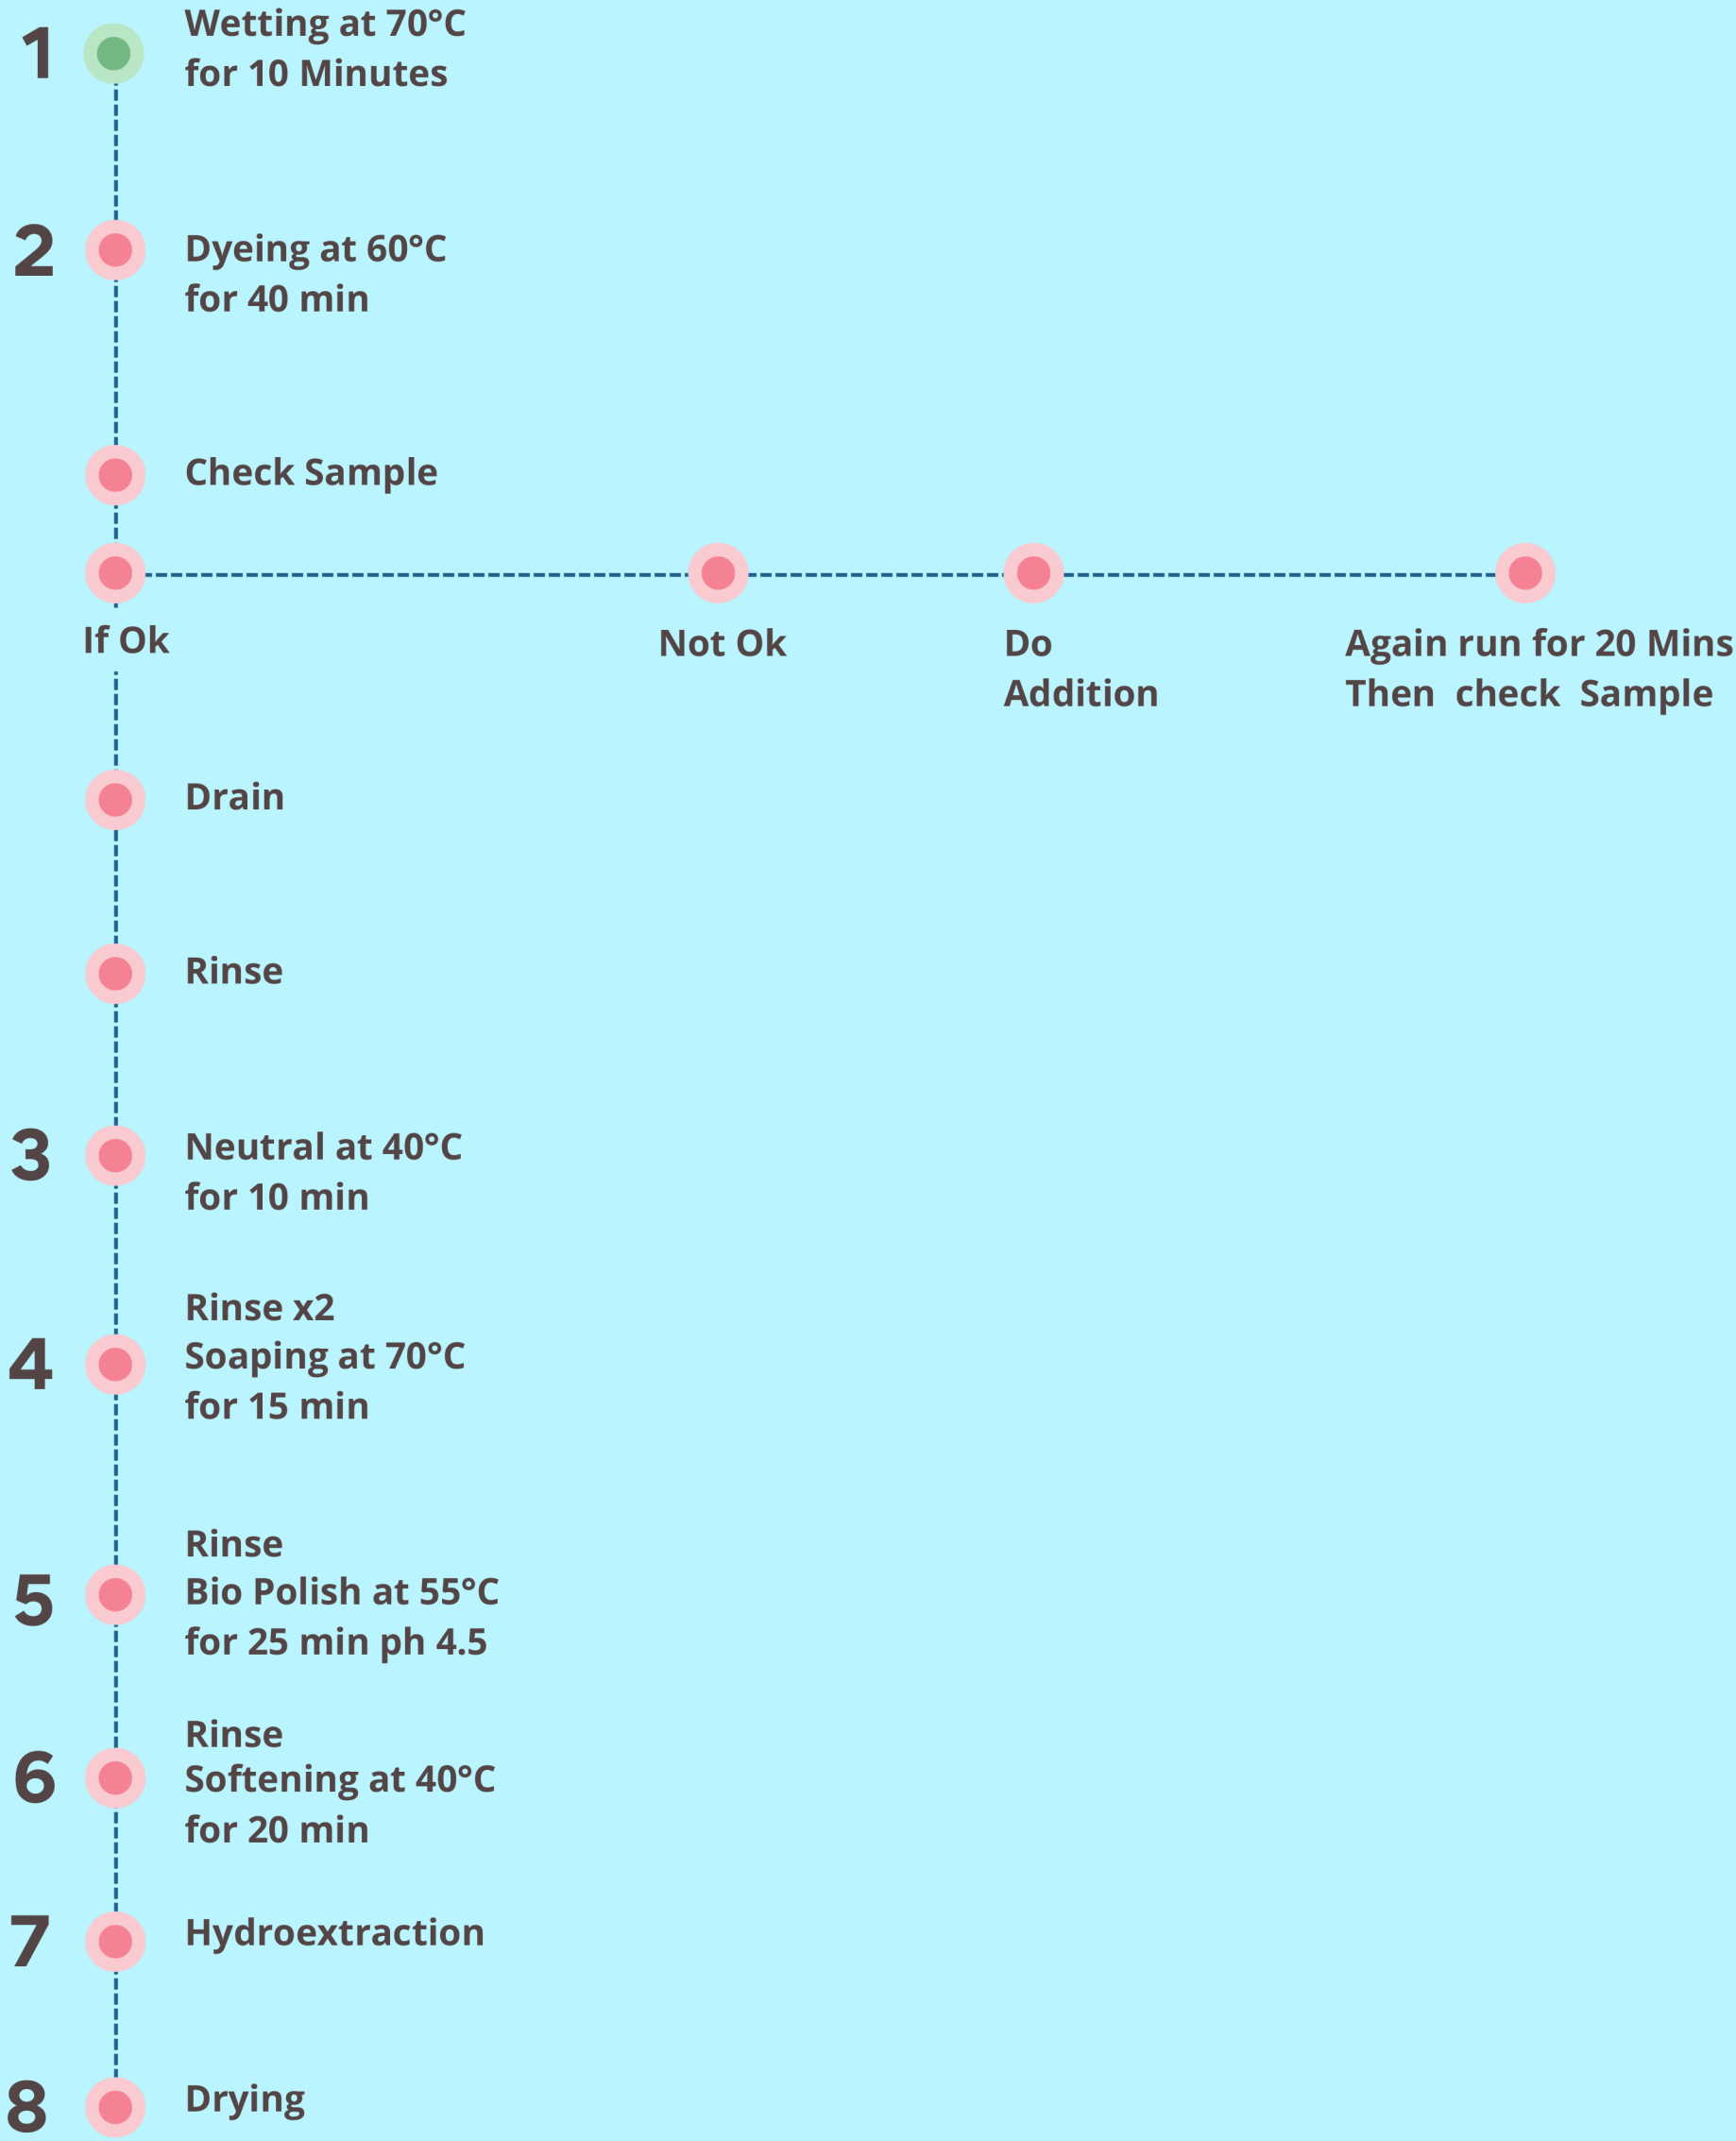 1
Wetting at 70°C
for 10 Minutes
2
Dyeing at 60°C
for 40 min
Check Sample
If Ok
Not Ok
Do
Addition
Again run for 20 Mins
Then check Sample
Drain
Rinse
3
Neutral at 40°C
for 10 min
4
Rinse x2
Soaping at 70°C
for 15 min
5
Rinse
Bio Polish at 55°C
for 25 min ph 4.5
6
Rinse
Softening at 40°C
for 20 min
7
Hydroextraction
8
Drying